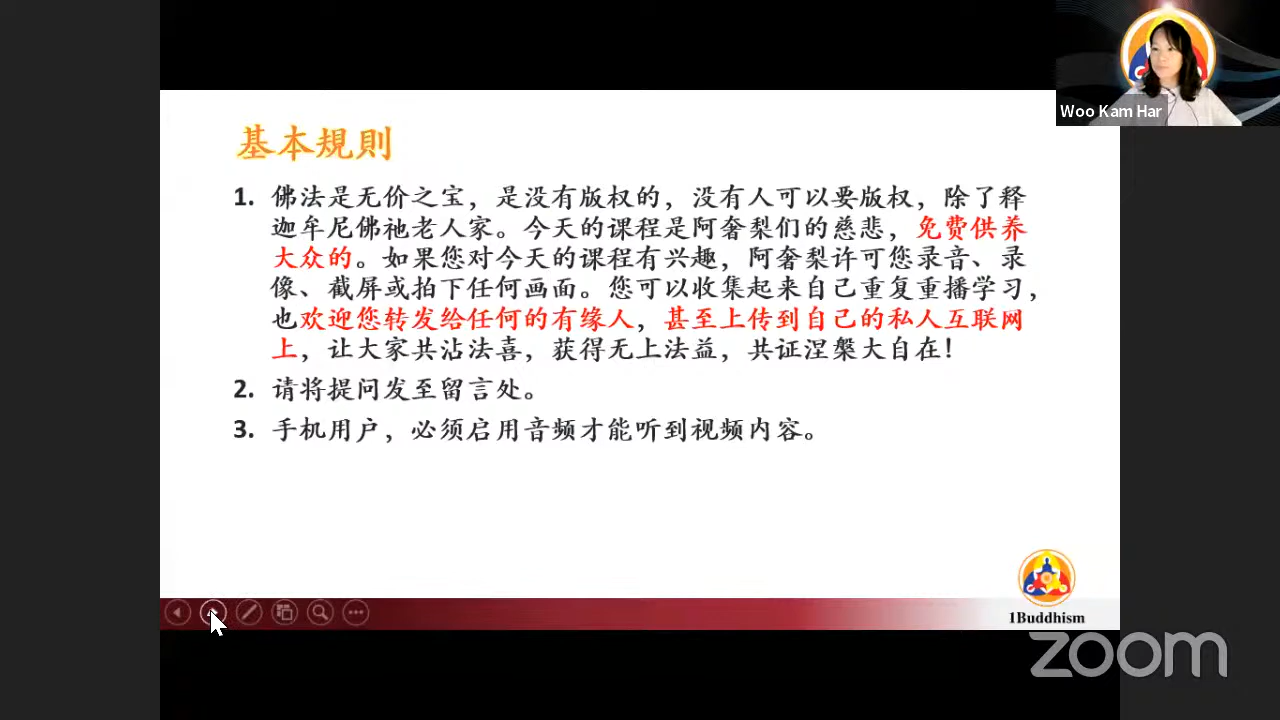 Woo Kam Har
基本規則
1. 佛法是无价之宝，是没有版权的，没有人可以要版权，除了释
迦牟尼佛祂老人家。今天的课程是阿奢梨们的慈悲，免费供养
大众的。如果您对今天的课程有兴趣，阿奢梨许可您录音、录
像、截屏或拍下任何画面。您可以收集起来自己重复重播学习，
也欢迎您转发给任何的有缘人，甚至上传到自己的私人互联网
上，让大家共沾法喜，获得无上法益，共证涅槃大自在！
2. 请将提问发至留言处。
3. 手机用户，必须启用音频才能听到视频内容。
1Buddhism
zoom